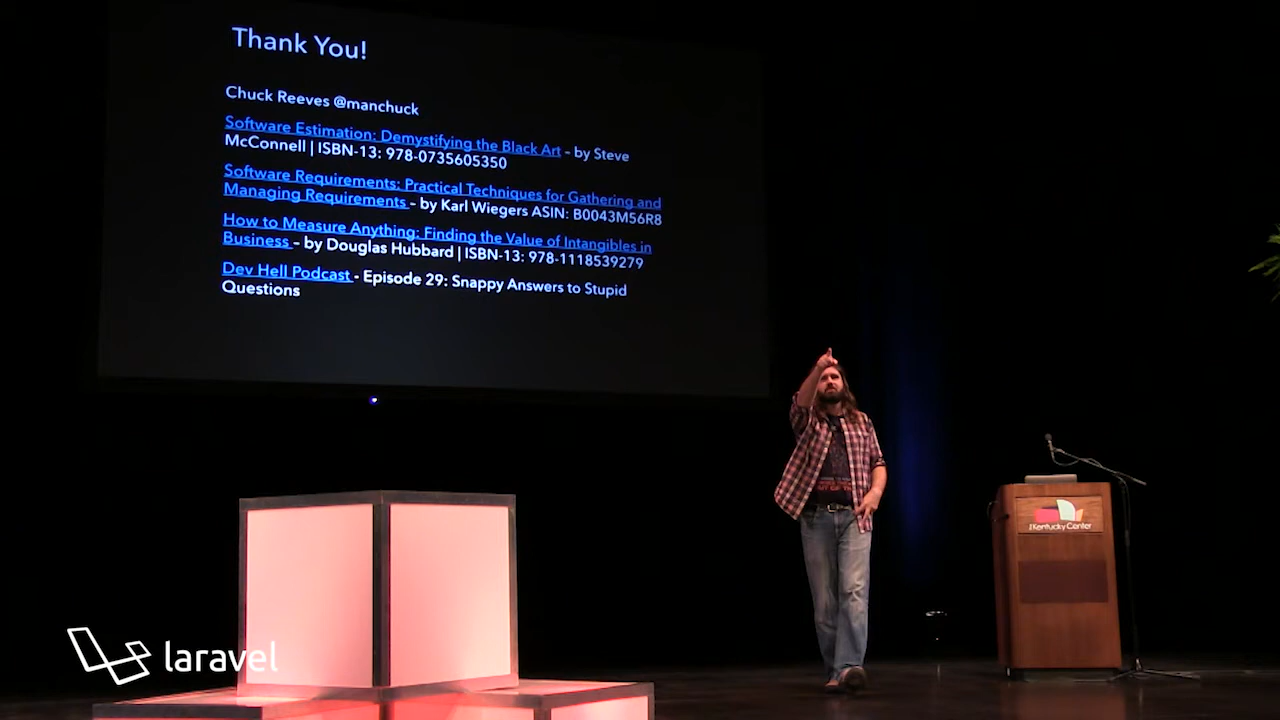 Thank You!
Chuck Reeves @manchuck
Software Estimation: Demystifying the Black Art – by Steve
McConnell | ISBN-13: 978-0735605350
Software Requirements: Practical Techniques for Gathering and
Managing Requirements – by Karl Wiegers ASIN: B0043M56R8
How to Measure Anything: Finding the Value of Intangibles in
Business – by Douglas Hubbard | ISBN-13: 978-1118539279
Dev Hell Podcast - Episode 29: Snappy Answers to Stupid
Questions
Kentucky Center
laravel